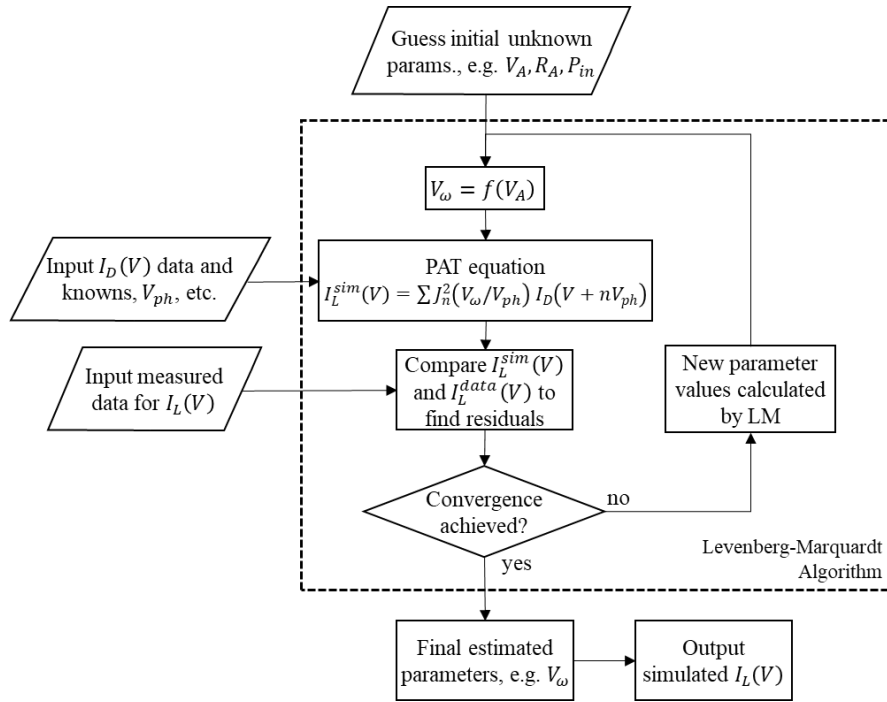 Guess initial unknown
params., e.g. V_A, R_A, P_in
V_ω = f(V_A)
Input I_D(V) data and
knowns, V_ph, etc.
PAT equation
I_L^sim(V) = ∑ J_n^2(V_ω/V_ph) I_D(V + nV_ph)
Input measured
data for I_L(V)
Compare I_L^sim(V)
and I_L^data(V) to
find residuals
New parameter
values calculated
by LM
Convergence
achieved?
no
yes
Levenberg-Marquardt
Algorithm
Final estimated
parameters, e.g. V_ω
Output
simulated I_L(V)